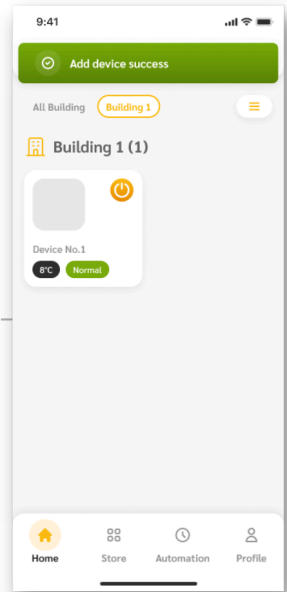 9:41
Add device success
All Building Building 1
Building 1 (1)
Device No.1
8°C Normal
Home Store Automation Profile